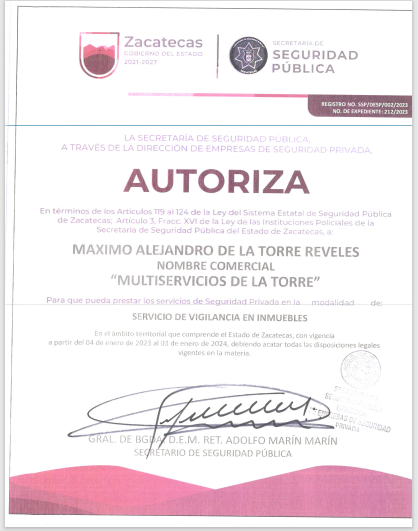 Zacatecas
GOBIERNO DEL ESTADO
2021-2027
SECRETARÍA DE
SEGURIDAD
PÚBLICA
REGISTRO NO. SSP/DESP/002/2023
NO. DE EXPEDIENTE: 212/2023
LA SECRETARÍA DE SEGURIDAD PÚBLICA,
A TRAVÉS DE LA DIRECCIÓN DE EMPRESAS DE SEGURIDAD PRIVADA,
AUTORIZA
En términos de los Artículos 119 al 124 de la Ley del Sistema Estatal de Seguridad Pública
de Zacatecas; Artículo 3, Fracc. XVI de la Ley de las Instituciones Policiales de la
Secretaría de Seguridad Pública del Estado de Zacatecas, a:
MAXIMO ALEJANDRO DE LA TORRE REVELES
NOMBRE COMERCIAL
“MULTISERVICIOS DE LA TORRE”
Para que pueda prestar los servicios de Seguridad Privada en la modalidad de:
SERVICIO DE VIGILANCIA EN INMUEBLES
En el ámbito territorial que comprende el Estado de Zacatecas, con vigencia
a partir del 04 de enero de 2023 al 03 de enero de 2024, debiendo acatar todas las disposiciones legales
vigentes en la materia.
EMPRESAS DE SEGURIDAD
PRIVADA
GRAL. DE BGDA. D.E.M. RET. ADOLFO MARÍN MARÍN
SECRETARIO DE SEGURIDAD PÚBLICA